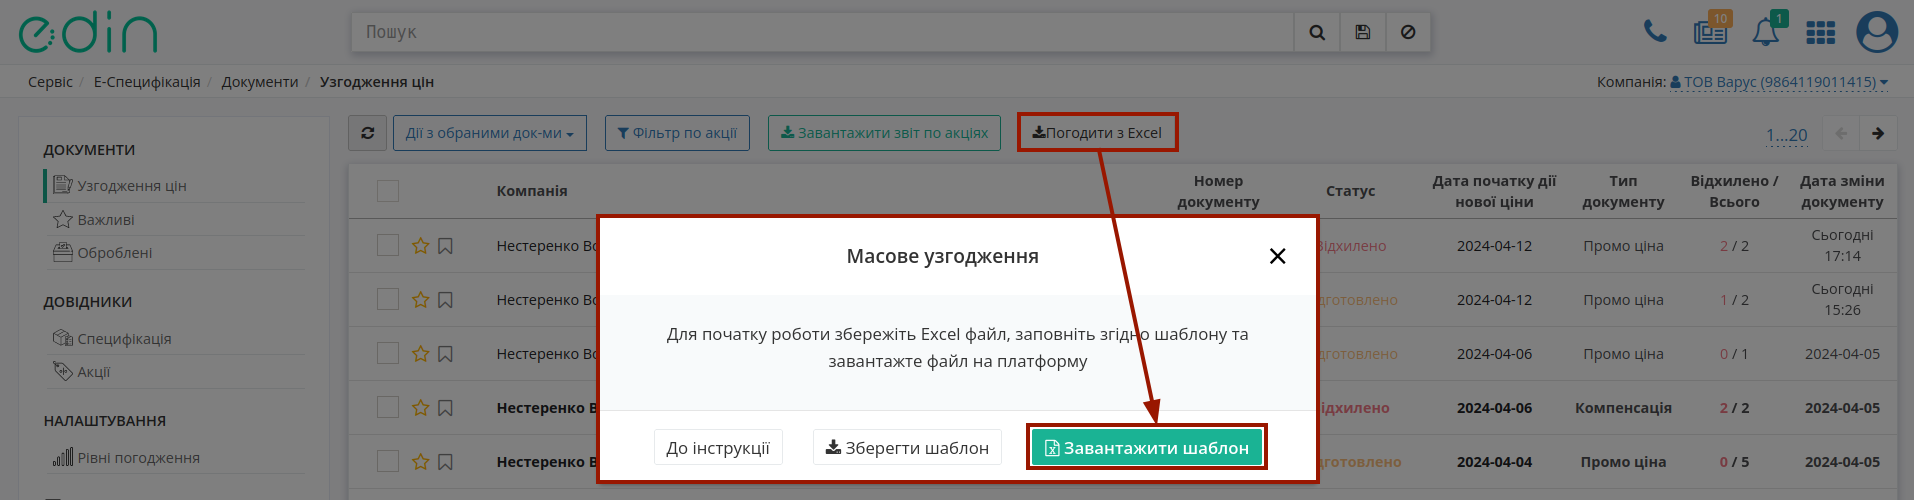 edin
Пошук
10
1
Сервіс / Е-Специфікація / Документи / Узгодження цін
Компанія: ТОВ Варус (9864119011415)
Дії з обраними док-ми
Фільтр по акції
Завантажити звіт по акціях
Погодити з Excel
1...20
ДОКУМЕНТИ
Узгодження цін
Важливі
Оброблені
ДОВІДНИКИ
Специфікація
Акції
НАЛАШТУВАННЯ
Рівні погодження
Компанія
Номер документу
Статус
Дата початку дії нової ціни
Тип документу
Відхилено / Всього
Дата зміни документу
Нестеренко Во
ідхилено 2024-04-12 Промо ціна 2 / 2 Сьогодні 17:14
Нестеренко Во
дготовлено 2024-04-12 Промо ціна 1 / 2 Сьогодні 15:26
Нестеренко Во
дготовлено 2024-04-06 Промо ціна 0 / 1 2024-04-05
Нестеренко В
ідхилено 2024-04-06 Компенсація 2 / 2 2024-04-05
Нестеренко В
дготовлено 2024-04-04 Промо ціна 0 / 5 2024-04-05
Масове узгодження
Для початку роботи збережіть Excel файл, заповніть згідно шаблону та
завантажте файл на платформу
До інструкції
Зберегти шаблон
Завантажити шаблон